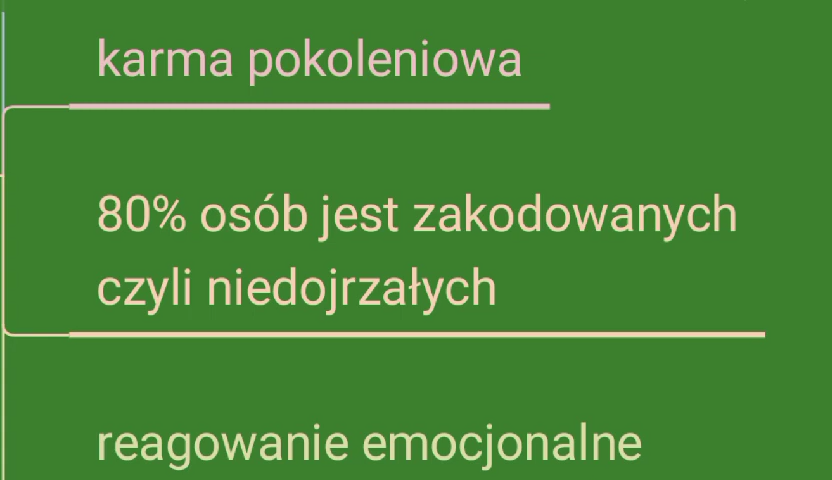 karma pokoleniowa
80% osób jest zakodowanych
czyli niedojrzałych
reagowanie emocjonalne